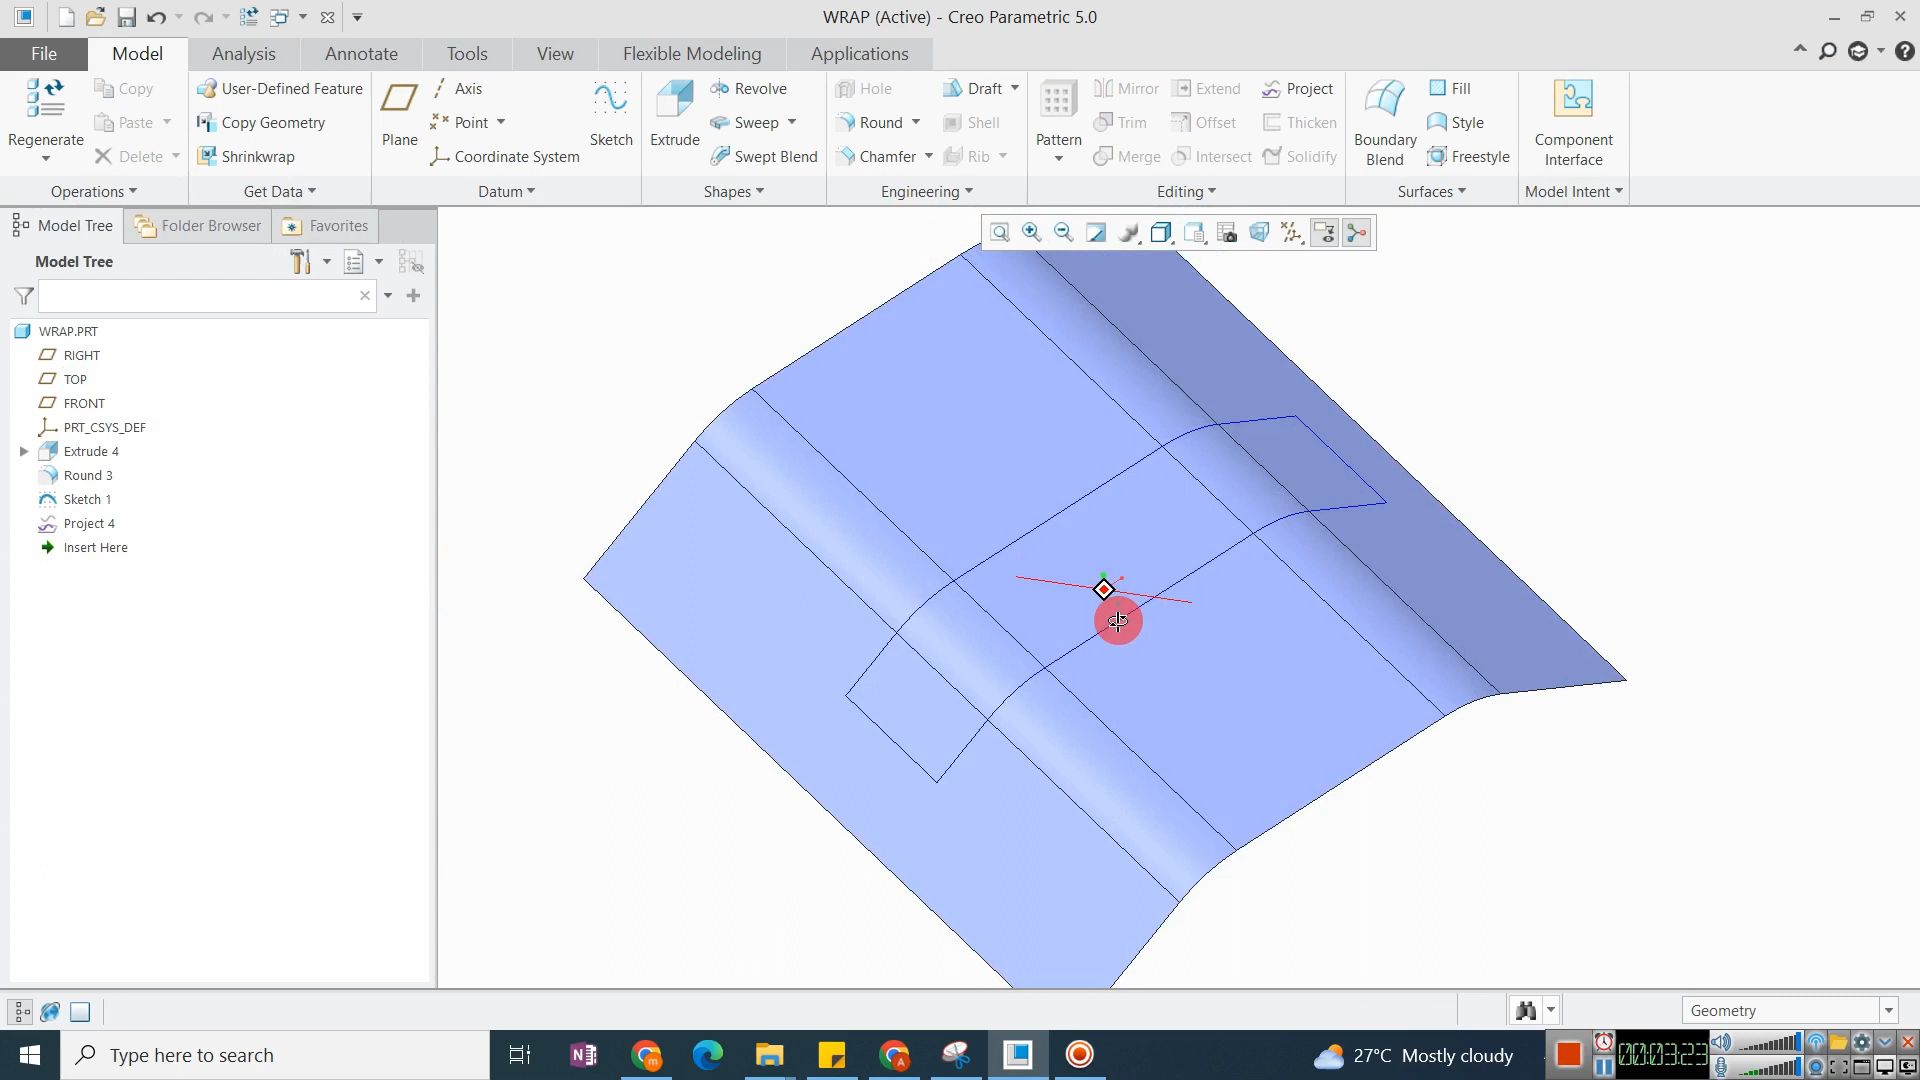 WRAP (Active) - Creo Parametric 5.0
File Model Analysis Annotate Tools View Flexible Modeling Applications
Regenerate
Copy
Paste
Delete
Operations
User-Defined Feature
Copy Geometry
Shrinkwrap
Get Data
Plane
Axis
Point
Coordinate System
Sketch
Datum
Extrude
Revolve
Sweep
Swept Blend
Shapes
Hole
Round
Chamfer
Draft
Shell
Rib
Engineering
Pattern
Mirror
Trim
Merge
Extend
Offset
Intersect
Project
Thicken
Solidify
Editing
Boundary
Blend
Fill
Style
Freestyle
Surfaces
Component
Interface
Model Intent
Model Tree Folder Browser Favorites
Model Tree
WRAP.PRT
RIGHT
TOP
FRONT
PRT_CSYS_DEF
Extrude 4
Round 3
Sketch 1
Project 4
Insert Here
Geometry
Type here to search
27°C Mostly cloudy
00:03:23